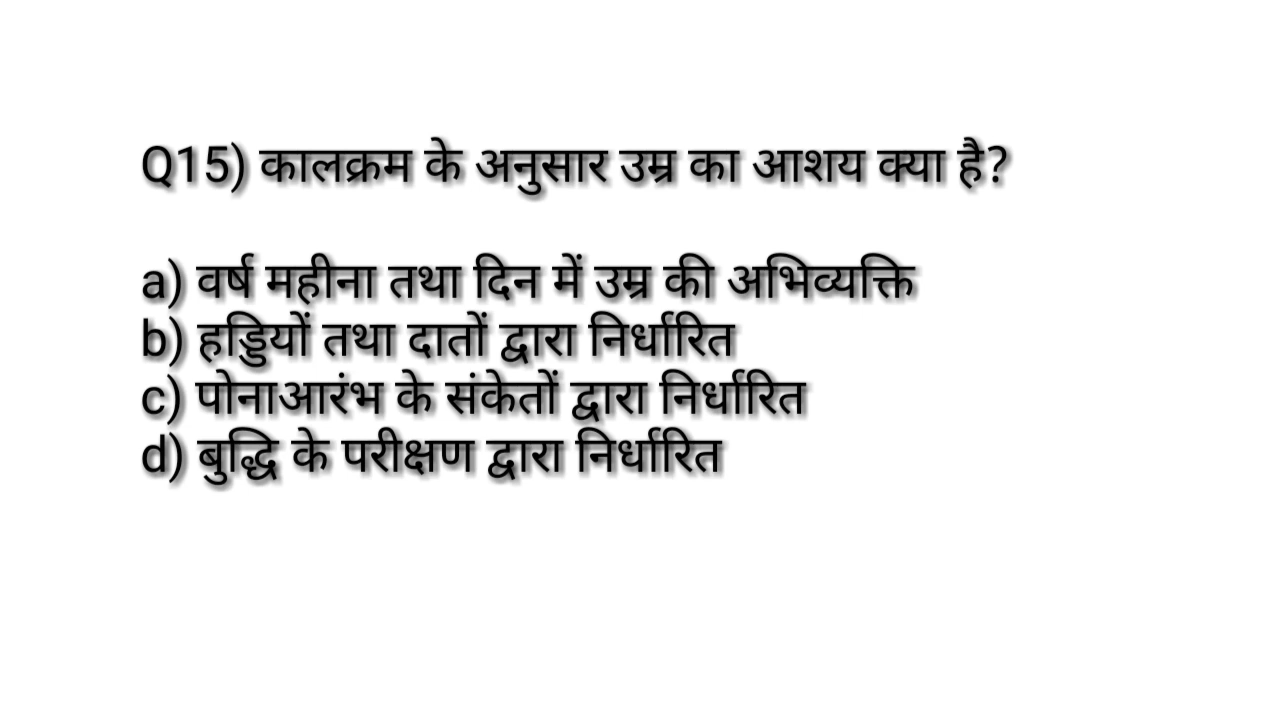 Q15) कालक्रम के अनुसार उम्र का आशय क्या है?
a) वर्ष महीना तथा दिन में उम्र की अभिव्यक्ति
b) हड्डियों तथा दातों द्वारा निर्धारित
c) पोनाआरंभ के संकेतों द्वारा निर्धारित
d) बुद्धि के परीक्षण द्वारा निर्धारित